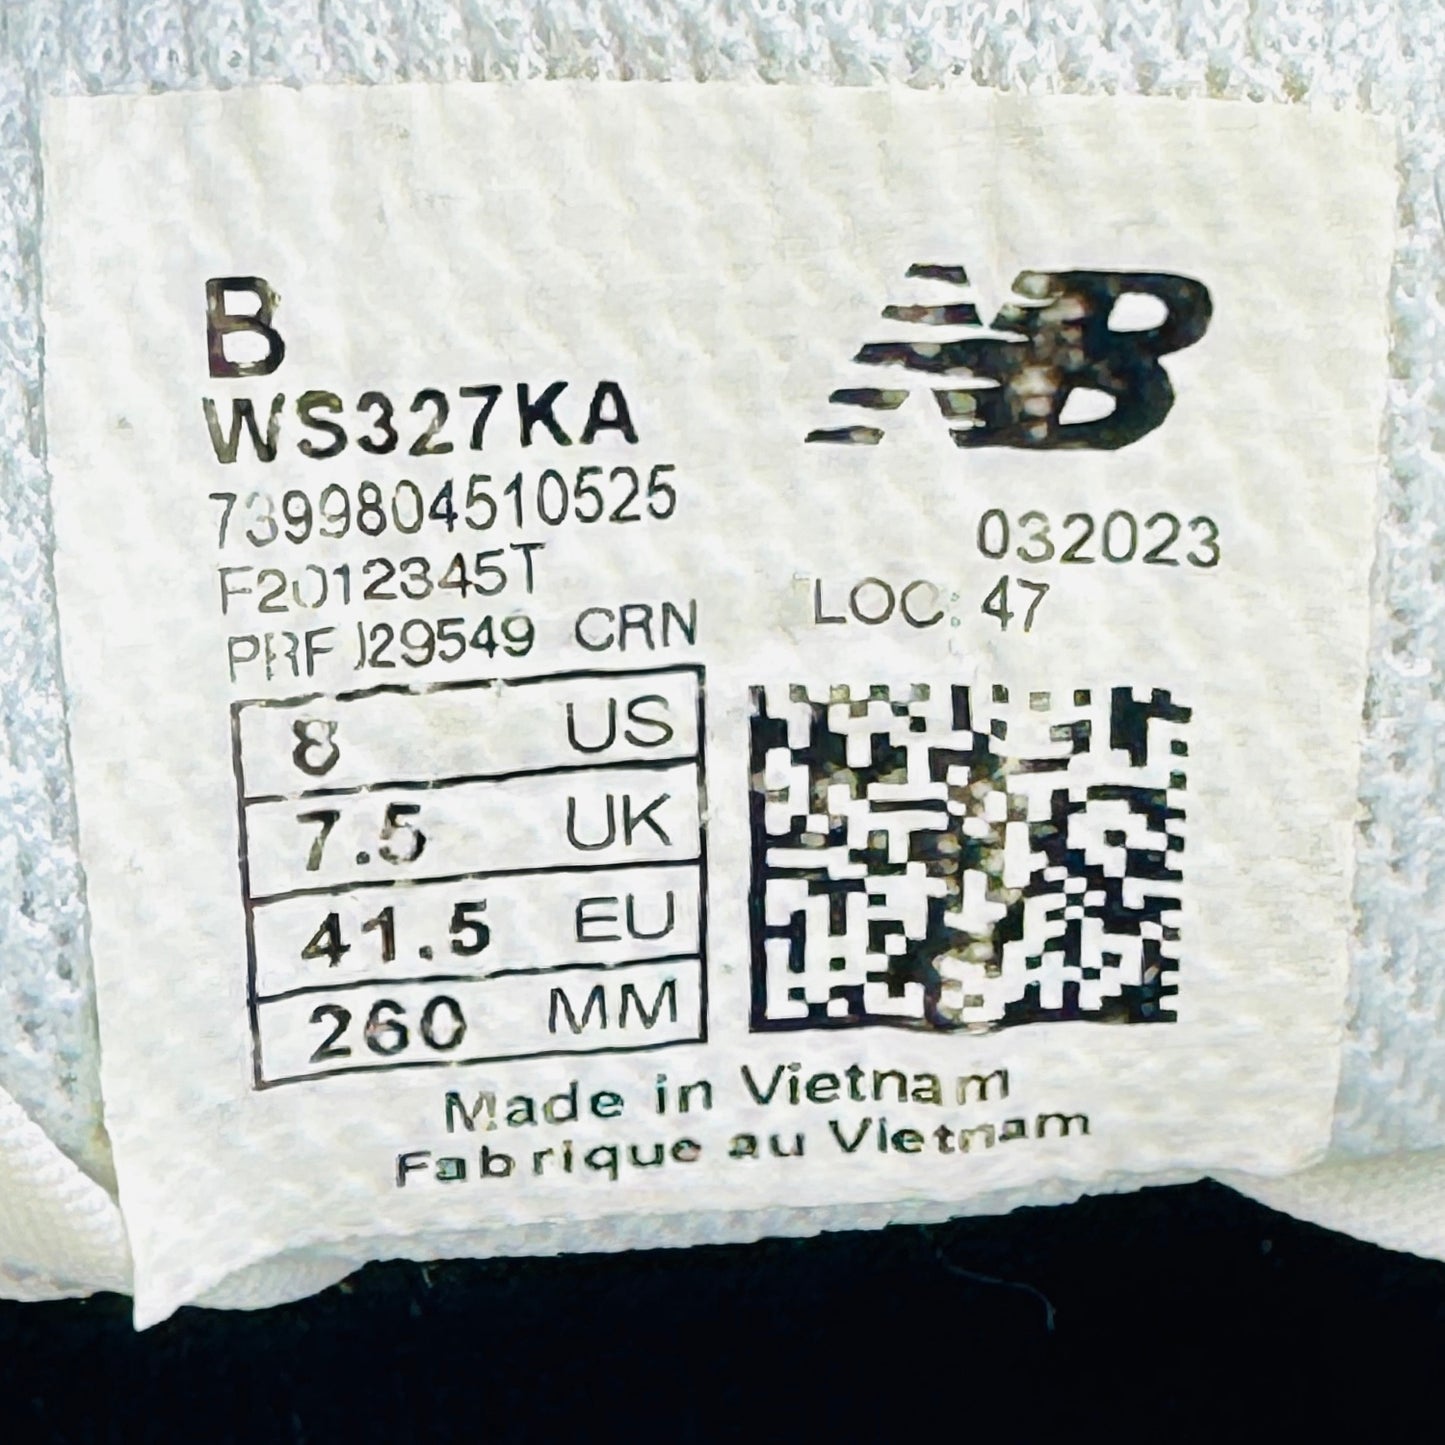 B
WS327KA
7399804510525
F2012345T
PRF J29549 CRN
NB
032023
LOC: 47
8 US
7.5 UK
41.5 EU
260 MM
Made in Vietnam
Fabrique au Vietnam